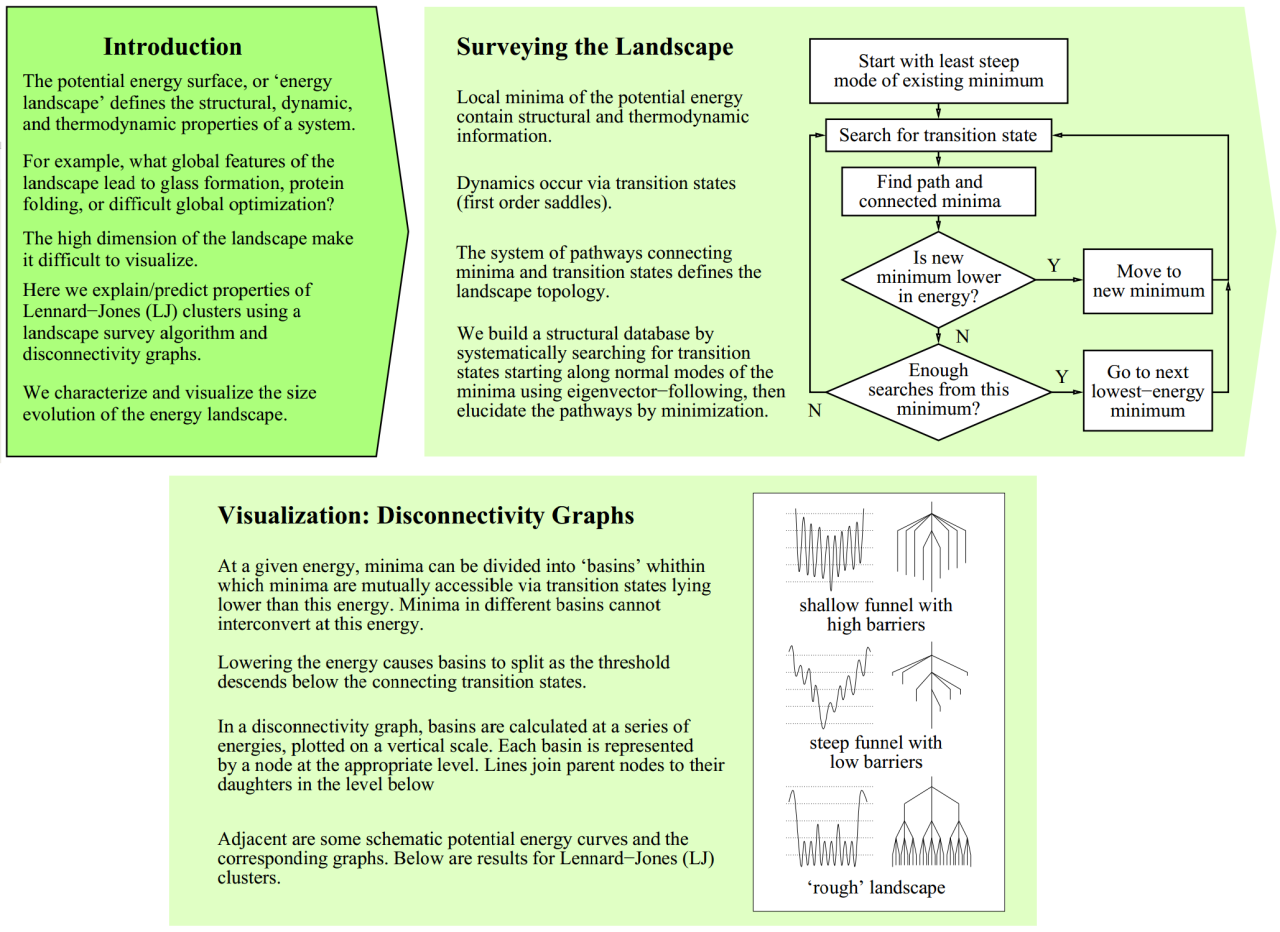 Introduction
The potential energy surface, or ‘energy
landscape’ defines the structural, dynamic,
and thermodynamic properties of a system.
For example, what global features of the
landscape lead to glass formation, protein
folding, or difficult global optimization?
The high dimension of the landscape make
it difficult to visualize.
Here we explain/predict properties of
Lennard−Jones (LJ) clusters using a
landscape survey algorithm and
disconnectivity graphs.
We characterize and visualize the size
evolution of the energy landscape.
Surveying the Landscape
Local minima of the potential energy
contain structural and thermodynamic
information.
Dynamics occur via transition states
(first order saddles).
The system of pathways connecting
minima and transition states defines the
landscape topology.
We build a structural database by
systematically searching for transition
states starting along normal modes of the
minima using eigenvector−following, then
elucidate the pathways by minimization.
Start with least steep
mode of existing minimum
Search for transition state
Find path and
connected minima
Is new
minimum lower
in energy?
Y
Move to
new minimum
N
Enough
searches from this
minimum?
Y
Go to next
lowest−energy
minimum
N
Visualization: Disconnectivity Graphs
At a given energy, minima can be divided into ‘basins’ whithin
which minima are mutually accessible via transition states lying
lower than this energy. Minima in different basins cannot
interconvert at this energy.
Lowering the energy causes basins to split as the threshold
descends below the connecting transition states.
In a disconnectivity graph, basins are calculated at a series of
energies, plotted on a vertical scale. Each basin is represented
by a node at the appropriate level. Lines join parent nodes to their
daughters in the level below
Adjacent are some schematic potential energy curves and the
corresponding graphs. Below are results for Lennard−Jones (LJ)
clusters.
shallow funnel with
high barriers
steep funnel with
low barriers
‘rough’ landscape